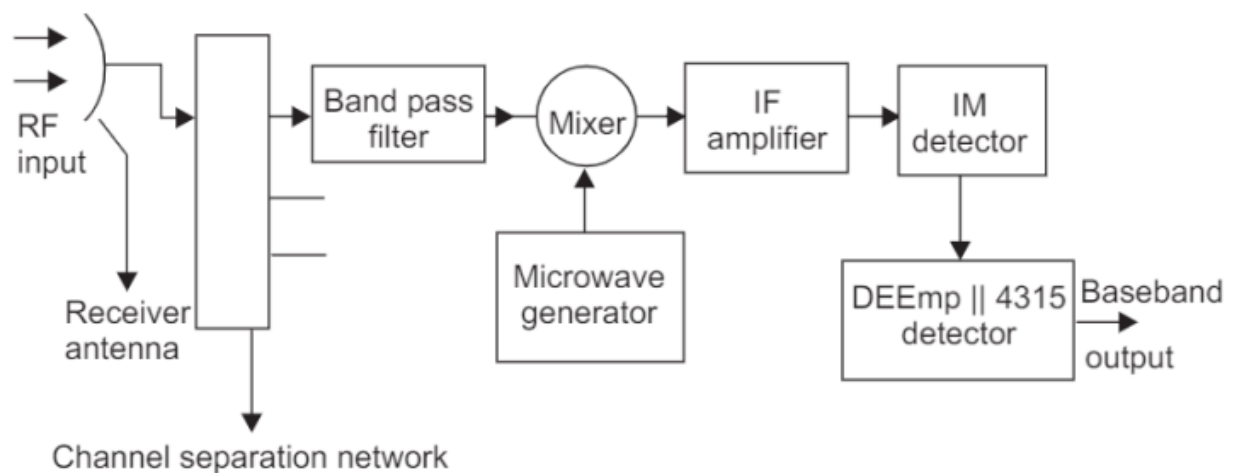 RF
input
Receiver
antenna
Channel separation network
Band pass
filter
Mixer
Microwave
generator
IF
amplifier
IM
detector
DEEmp || 4315
detector
Baseband
output